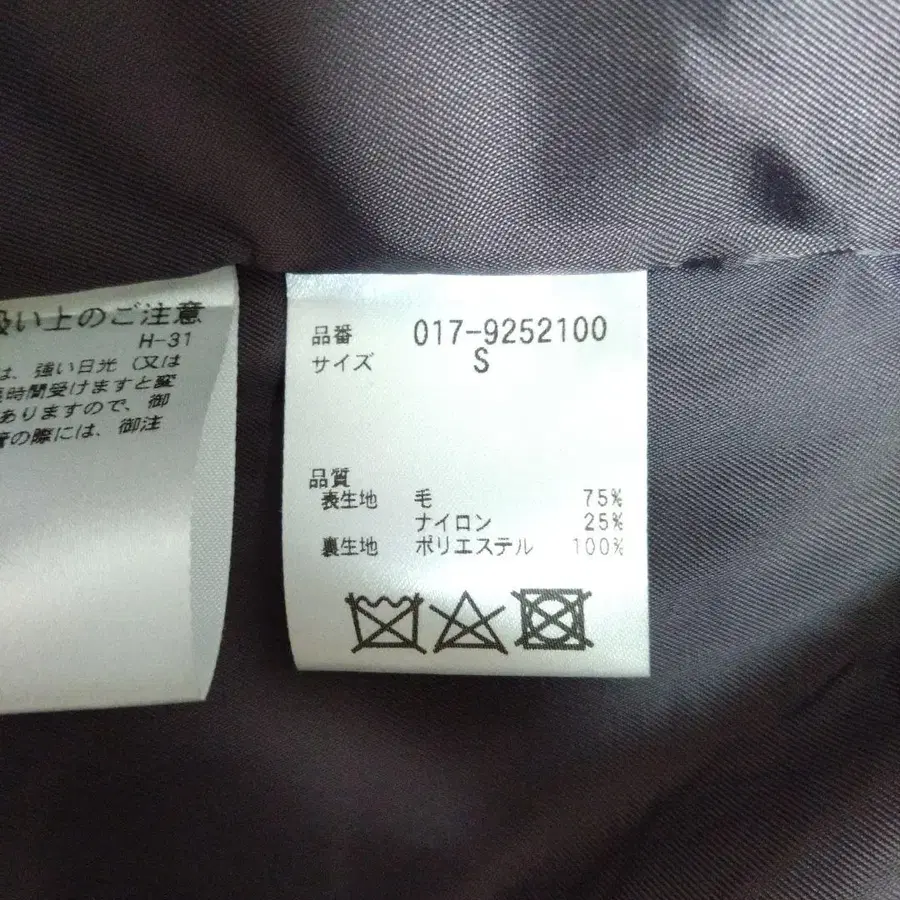 扱い上のご注意
H-31
は、強い日光（又は
長時間受けますと変
ありますので、御
管の際には、御注
品番 017-9252100
サイズ S
品質
表生地 毛 75%
ナイロン 25%
裏生地 ポリエステル 100%